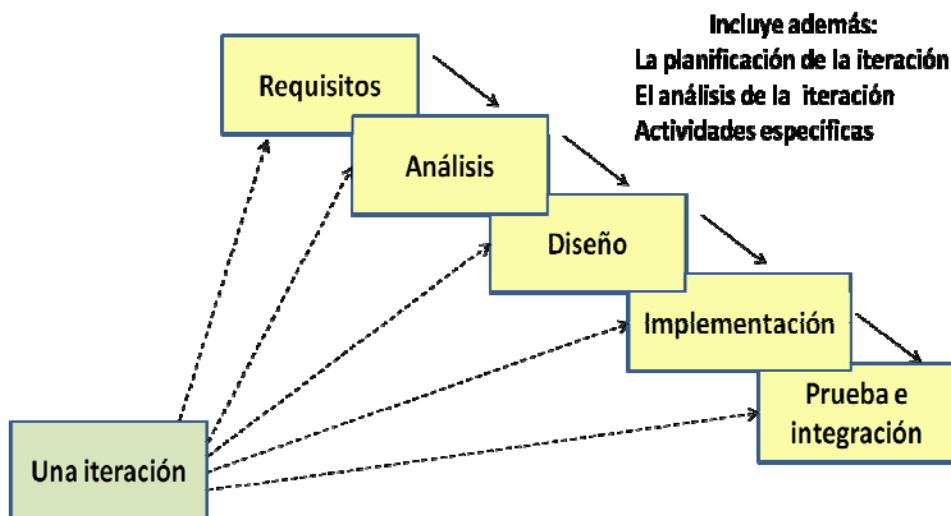 Incluye además:
La planificación de la iteración
El análisis de la iteración
Actividades específicas
Requisitos
Análisis
Diseño
Implementación
Prueba e
integración
Una iteración